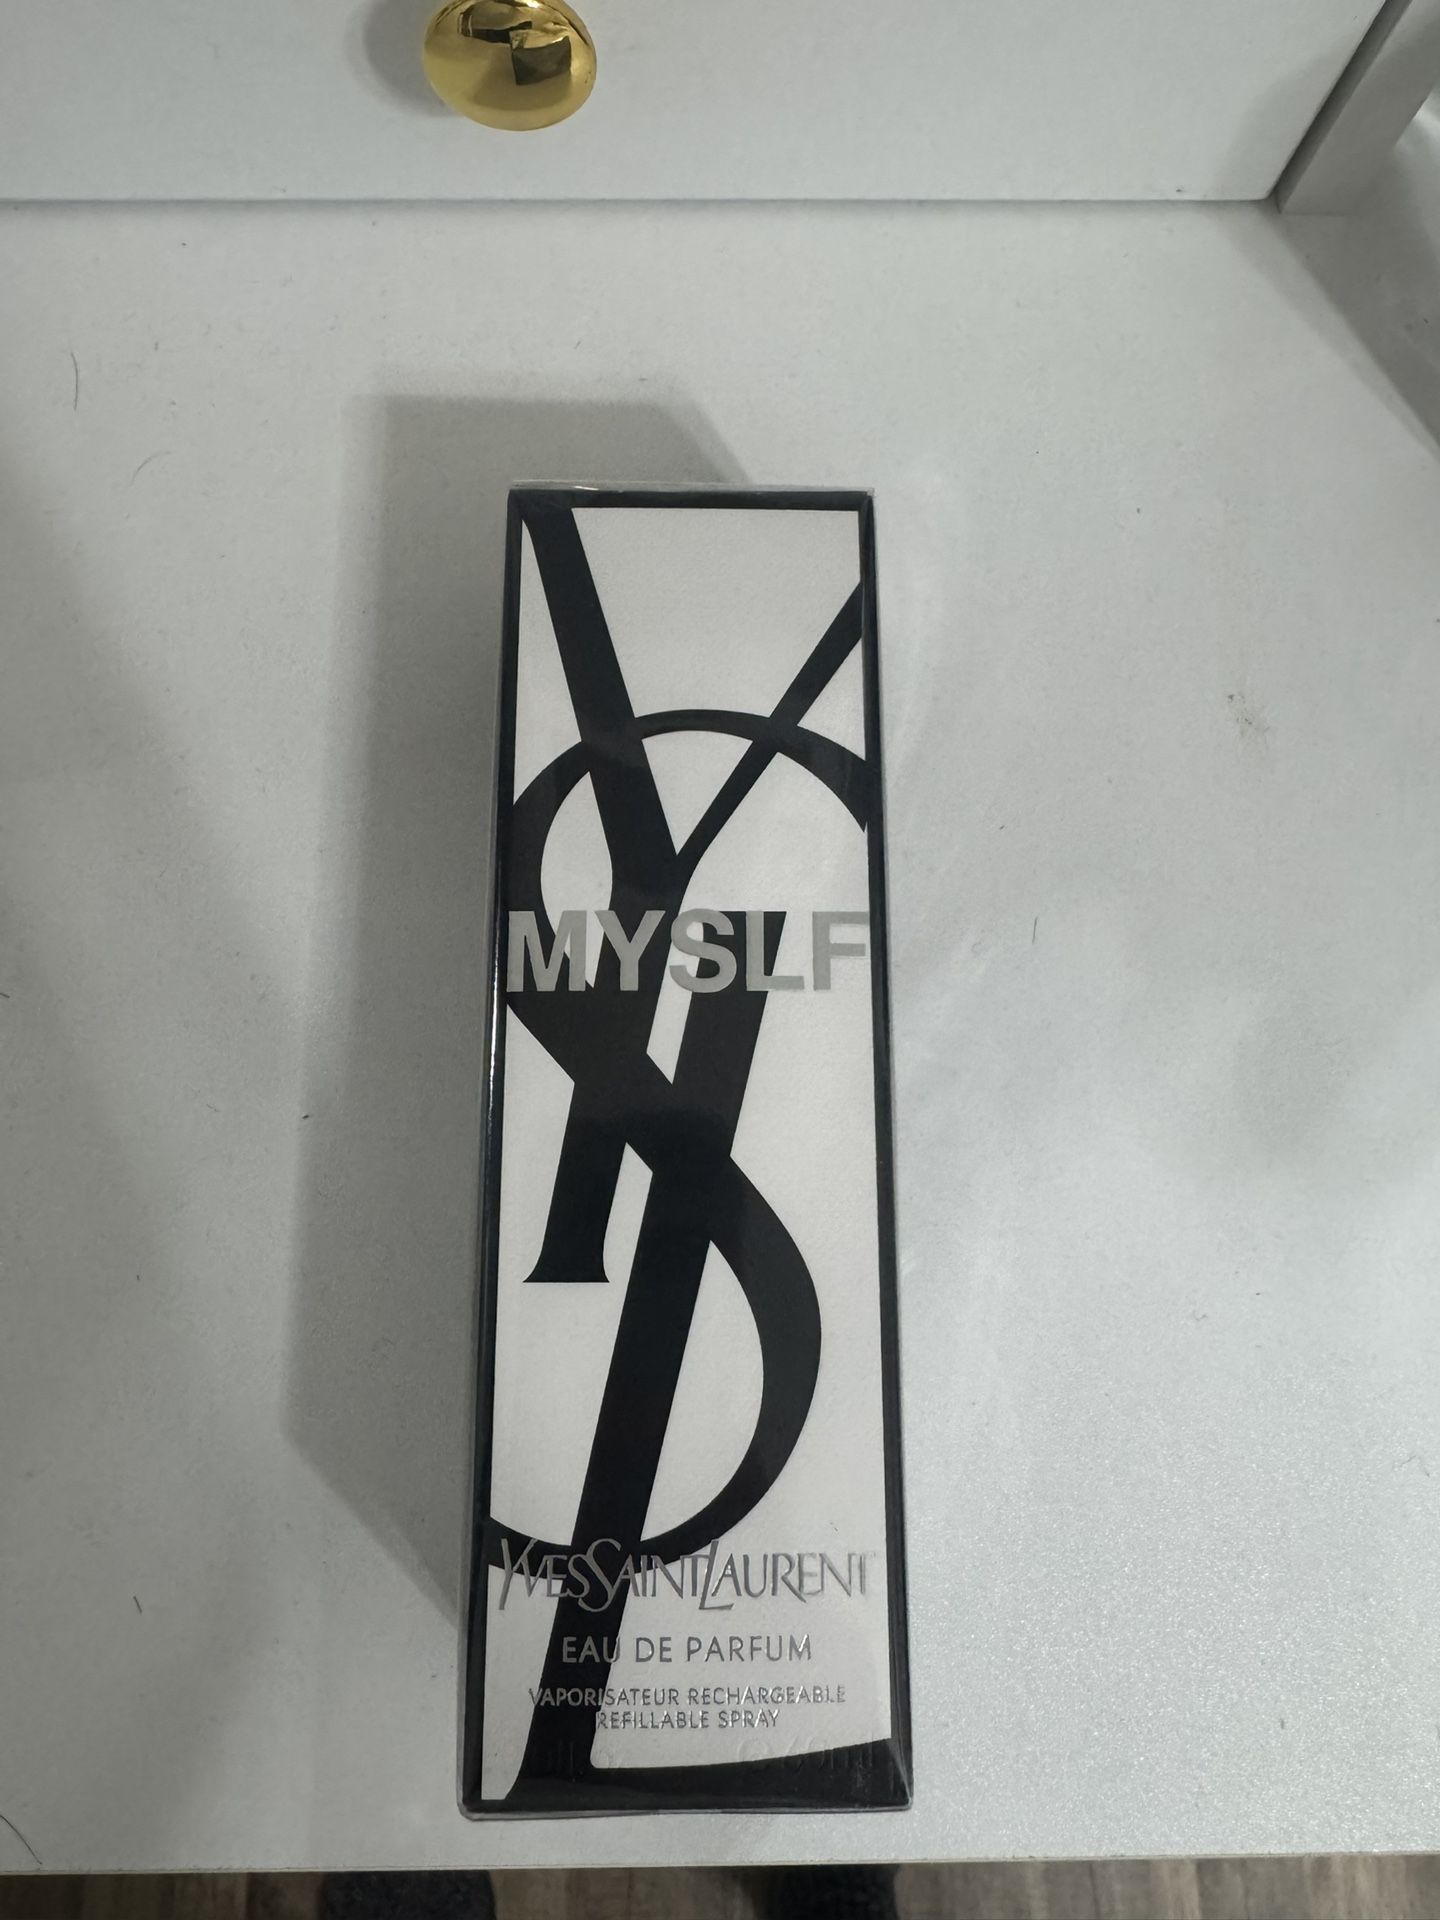 MYSLF
YVESSAINTLAURENT
EAU DE PARFUM
VAPORISATEUR RECHARGEABLE
REFILLABLE SPRAY